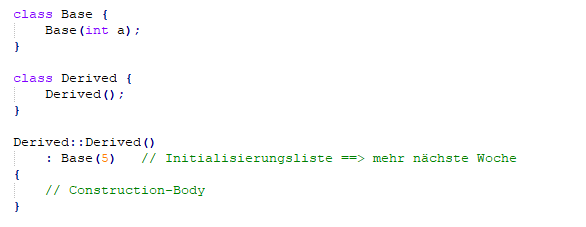 class Base {
    Base(int a);
}
class Derived {
    Derived();
}
Derived::Derived()
    : Base(5)   // Initialisierungsliste ==> mehr nächste Woche
{
    // Construction-Body
}